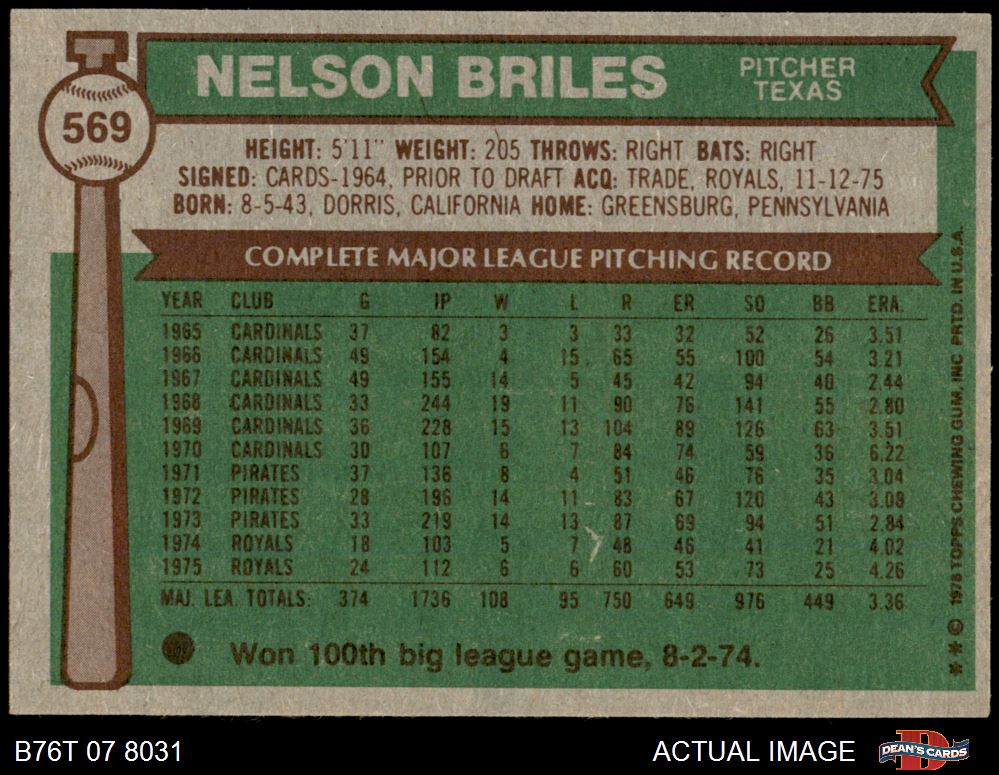 NELSON BRILES
PITCHER
TEXAS
569
HEIGHT: 5'11" WEIGHT: 205 THROWS: RIGHT BATS: RIGHT
SIGNED: CARDS-1964, PRIOR TO DRAFT ACQ: TRADE, ROYALS, 11-12-75
BORN: 8-5-43, DORRIS, CALIFORNIA HOME: GREENSBURG, PENNSYLVANIA
COMPLETE MAJOR LEAGUE PITCHING RECORD
YEAR CLUB G IP W L R ER SO BB ERA.
1965 CARDINALS 37 82 3 3 33 32 52 26 3.51
1966 CARDINALS 49 154 4 15 65 55 100 54 3.21
1967 CARDINALS 49 155 14 5 45 42 94 40 2.44
1968 CARDINALS 33 244 19 11 90 76 141 55 2.80
1969 CARDINALS 36 228 15 13 104 89 126 63 3.51
1970 CARDINALS 30 107 6 7 84 74 59 36 6.22
1971 PIRATES 37 136 8 4 51 46 76 35 3.04
1972 PIRATES 28 196 14 11 83 67 120 43 3.08
1973 PIRATES 33 219 14 13 87 69 94 51 2.84
1974 ROYALS 18 103 5 7 48 46 41 21 4.02
1975 ROYALS 24 112 6 6 60 53 73 25 4.26
MAJ. LEA. TOTALS: 374 1736 108 95 750 649 976 449 3.36
Won 100th big league game, 8-2-74.
** © 1976 TOPPS CHEWING GUM, INC. PRTD. IN U.S.A.
B76T 07 8031
ACTUAL IMAGE
DEAN'S CARDS